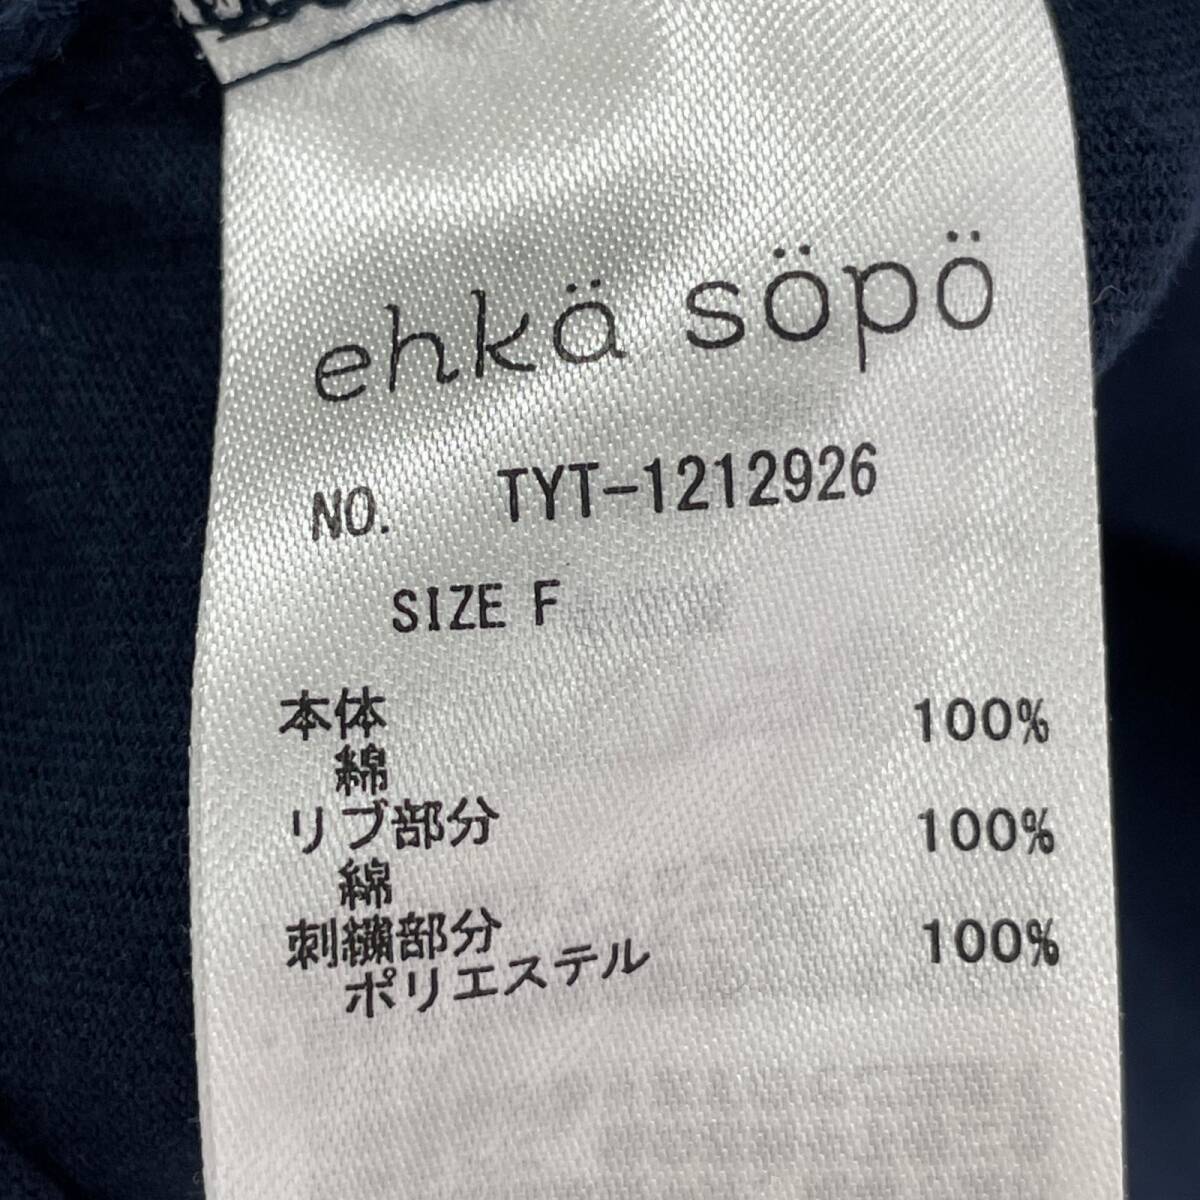 ehkä söpö
NO. TYT-1212926
SIZE F
本体 100%
綿
リブ部分 100%
綿
刺繍部分 100%
ポリエステル